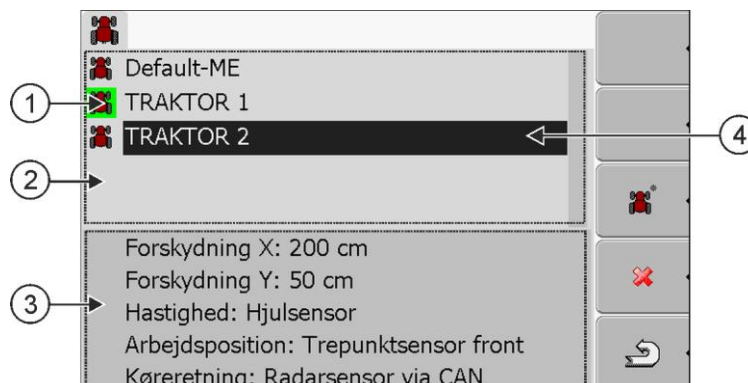 Default-ME
1
TRAKTOR 1
TRAKTOR 2
4
2
Forskydning X: 200 cm
Forskydning Y: 50 cm
Hastighed: Hjulsensor
3
Arbejdsposition: Trepunktsensor front
Køreretning: Radarsensor via CAN